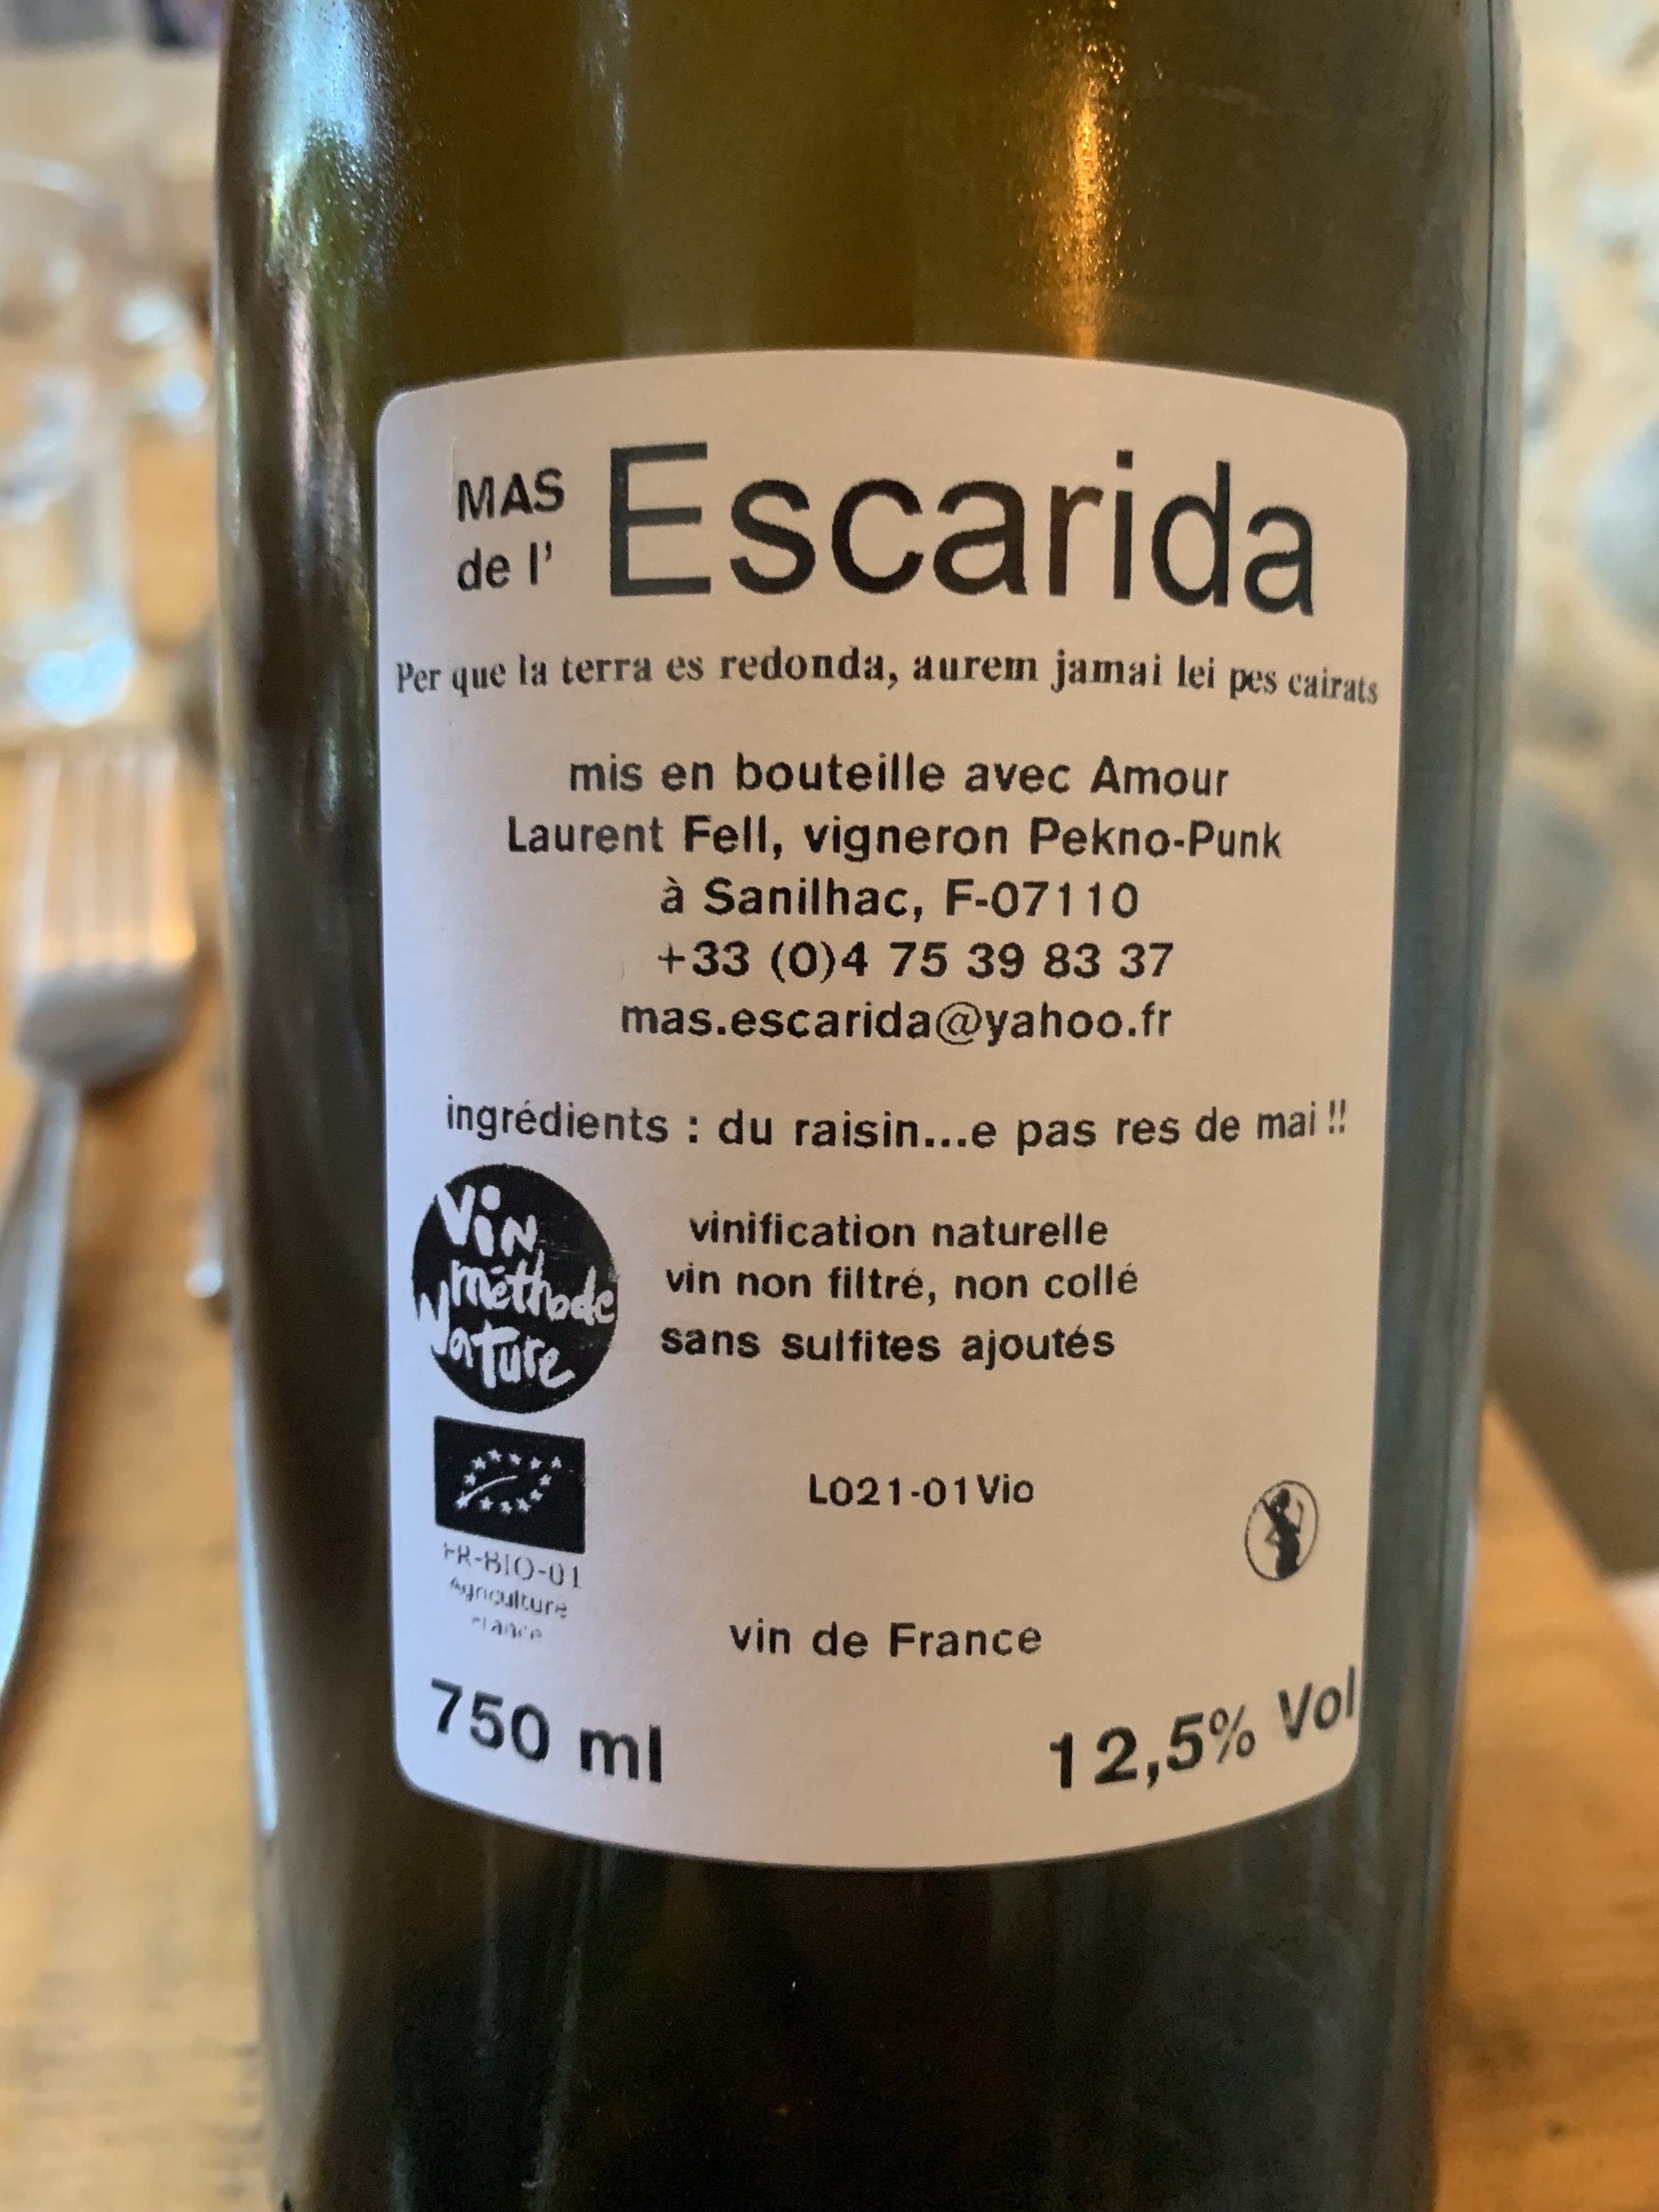 MAS
de l'
Escarida
Per que la terra es redonda, aurem jamai lei pes cairats
mis en bouteille avec Amour
Laurent Fell, vigneron Pekno-Punk
à Sanilhac, F-07110
+33 (0)4 75 39 83 37
mas.escarida@yahoo.fr
ingrédients : du raisin...e pas res de mai !!
Vin
méthode
Nature
vinification naturelle
vin non filtré, non collé
sans sulfites ajoutés
L021-01Vio
FR-BIO-01
Agriculture
France
vin de France
750 ml
12,5% Vol